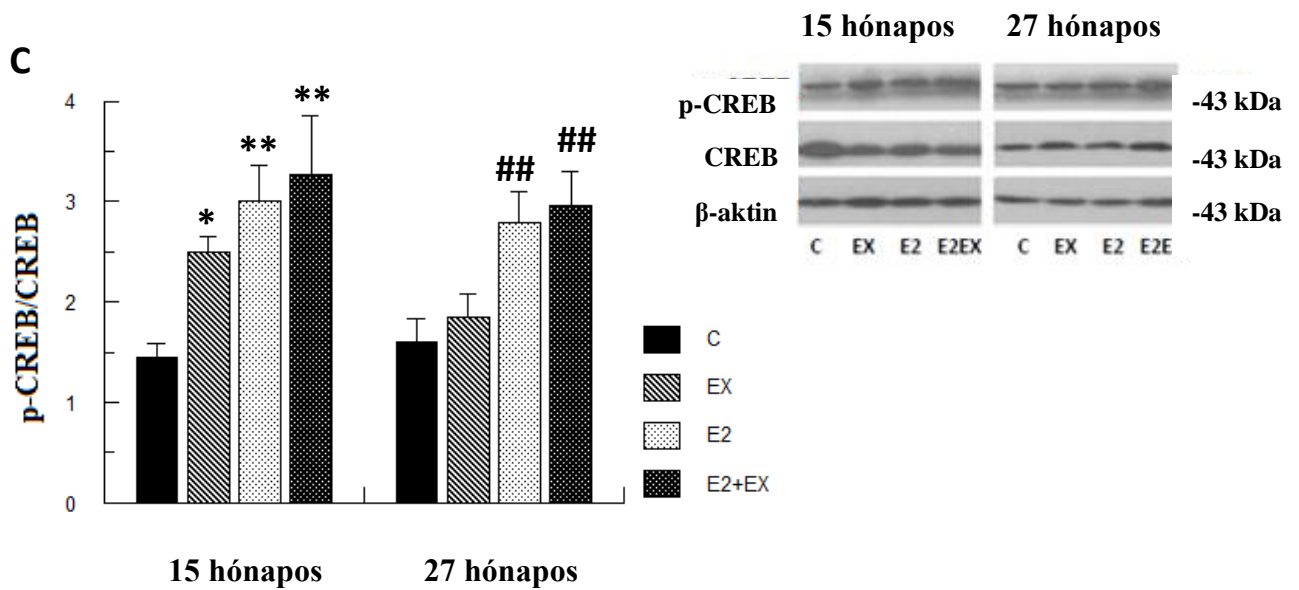 C
4
3
2
1
0
p-CREB/CREB
*
**
**
##
##
15 hónapos
27 hónapos
C
EX
E2
E2+EX
15 hónapos 27 hónapos
p-CREB -43 kDa
CREB -43 kDa
β-aktin -43 kDa
C EX E2 E2EX C EX E2 E2E